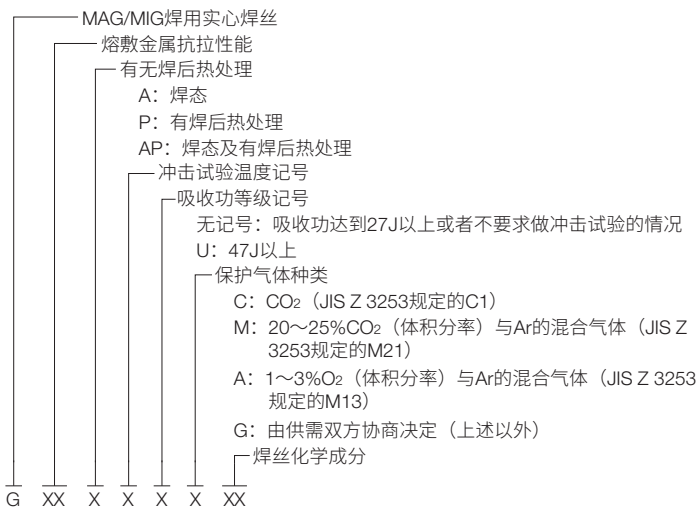 MAG/MIG焊用实心焊丝
熔敷金属抗拉性能
有无焊后热处理
A：焊态
P：有焊后热处理
AP：焊态及有焊后热处理
冲击试验温度记号
吸收功等级记号
无记号：吸收功达到27J以上或者不要求做冲击试验的情况
U：47J以上
保护气体种类
C：CO₂（JIS Z 3253规定的C1）
M：20～25%CO₂（体积分率）与Ar的混合气体（JIS Z
3253规定的M21）
A：1～3%O₂（体积分率）与Ar的混合气体（JIS Z 3253
规定的M13）
G：由供需双方协商决定（上述以外）
焊丝化学成分
G XX X X X X XX